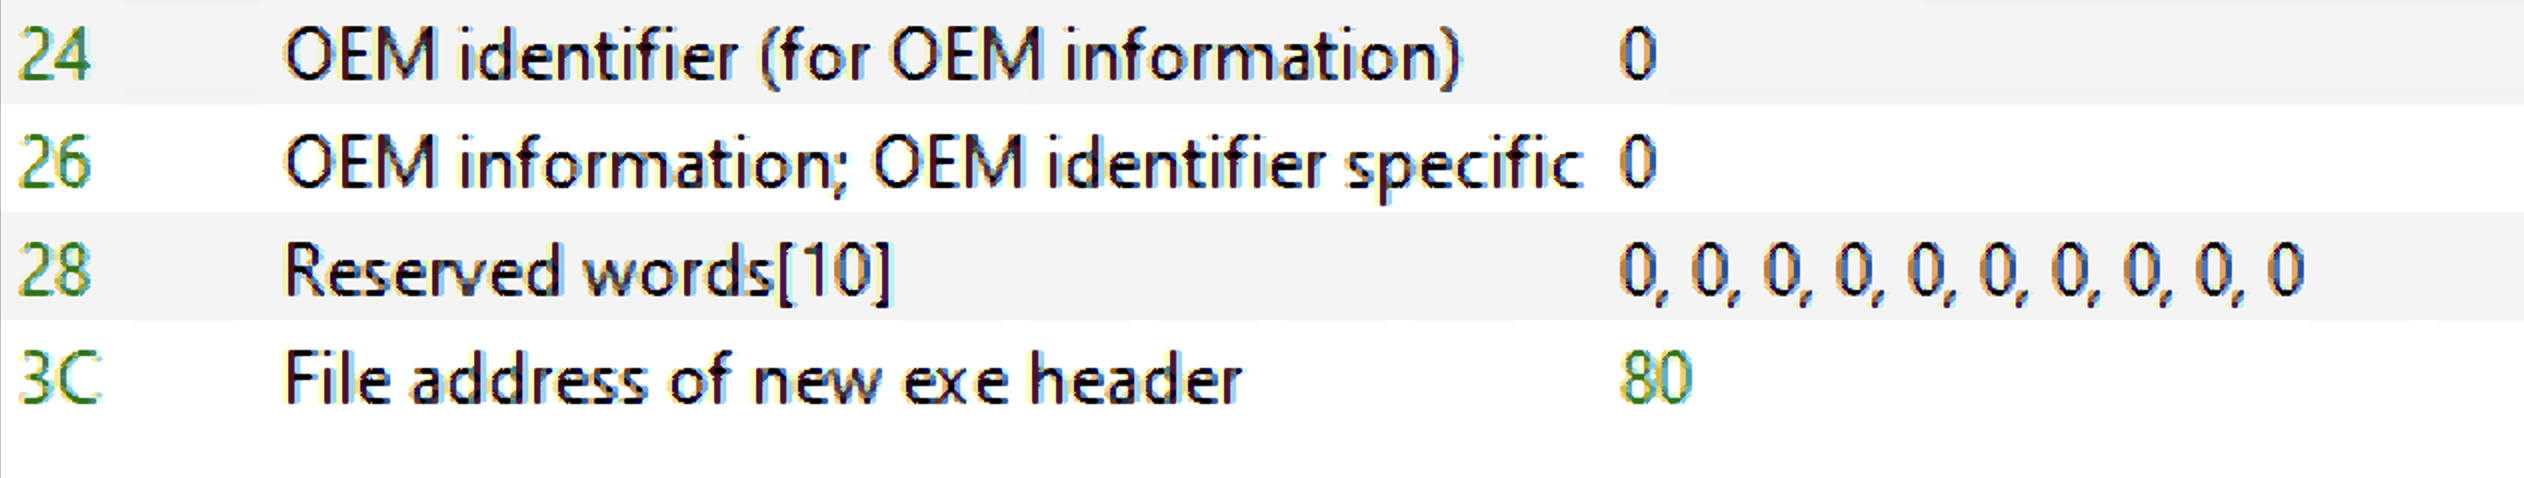 24 OEM identifier (for OEM information) 0
26 OEM information; OEM identifier specific 0
28 Reserved words[10] 0, 0, 0, 0, 0, 0, 0, 0, 0, 0
3C File address of new exe header 80